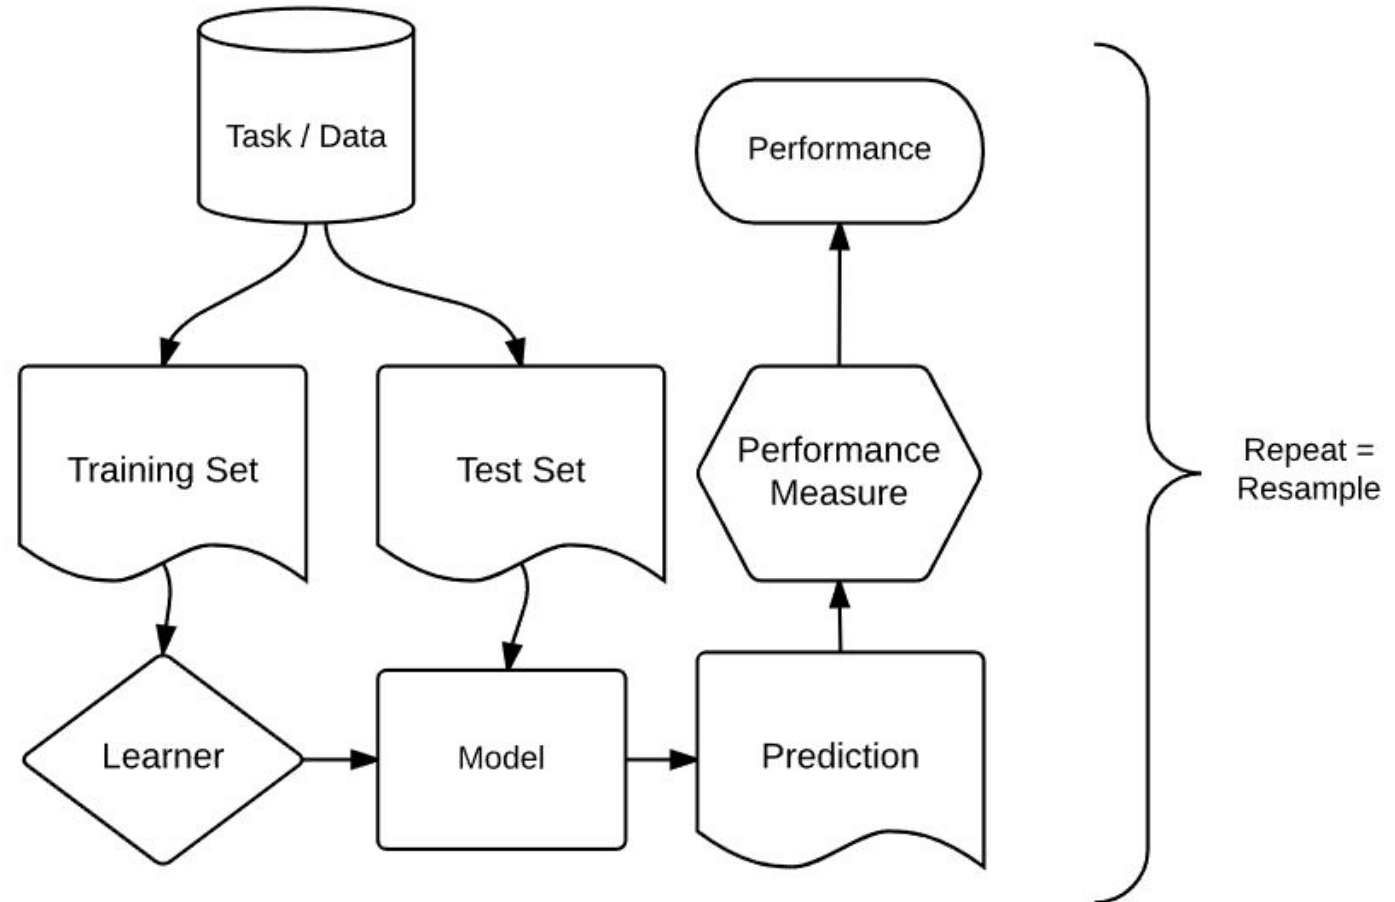 Task / Data
Performance
Training Set
Test Set
Performance
Measure
Repeat =
Resample
Learner
Model
Prediction